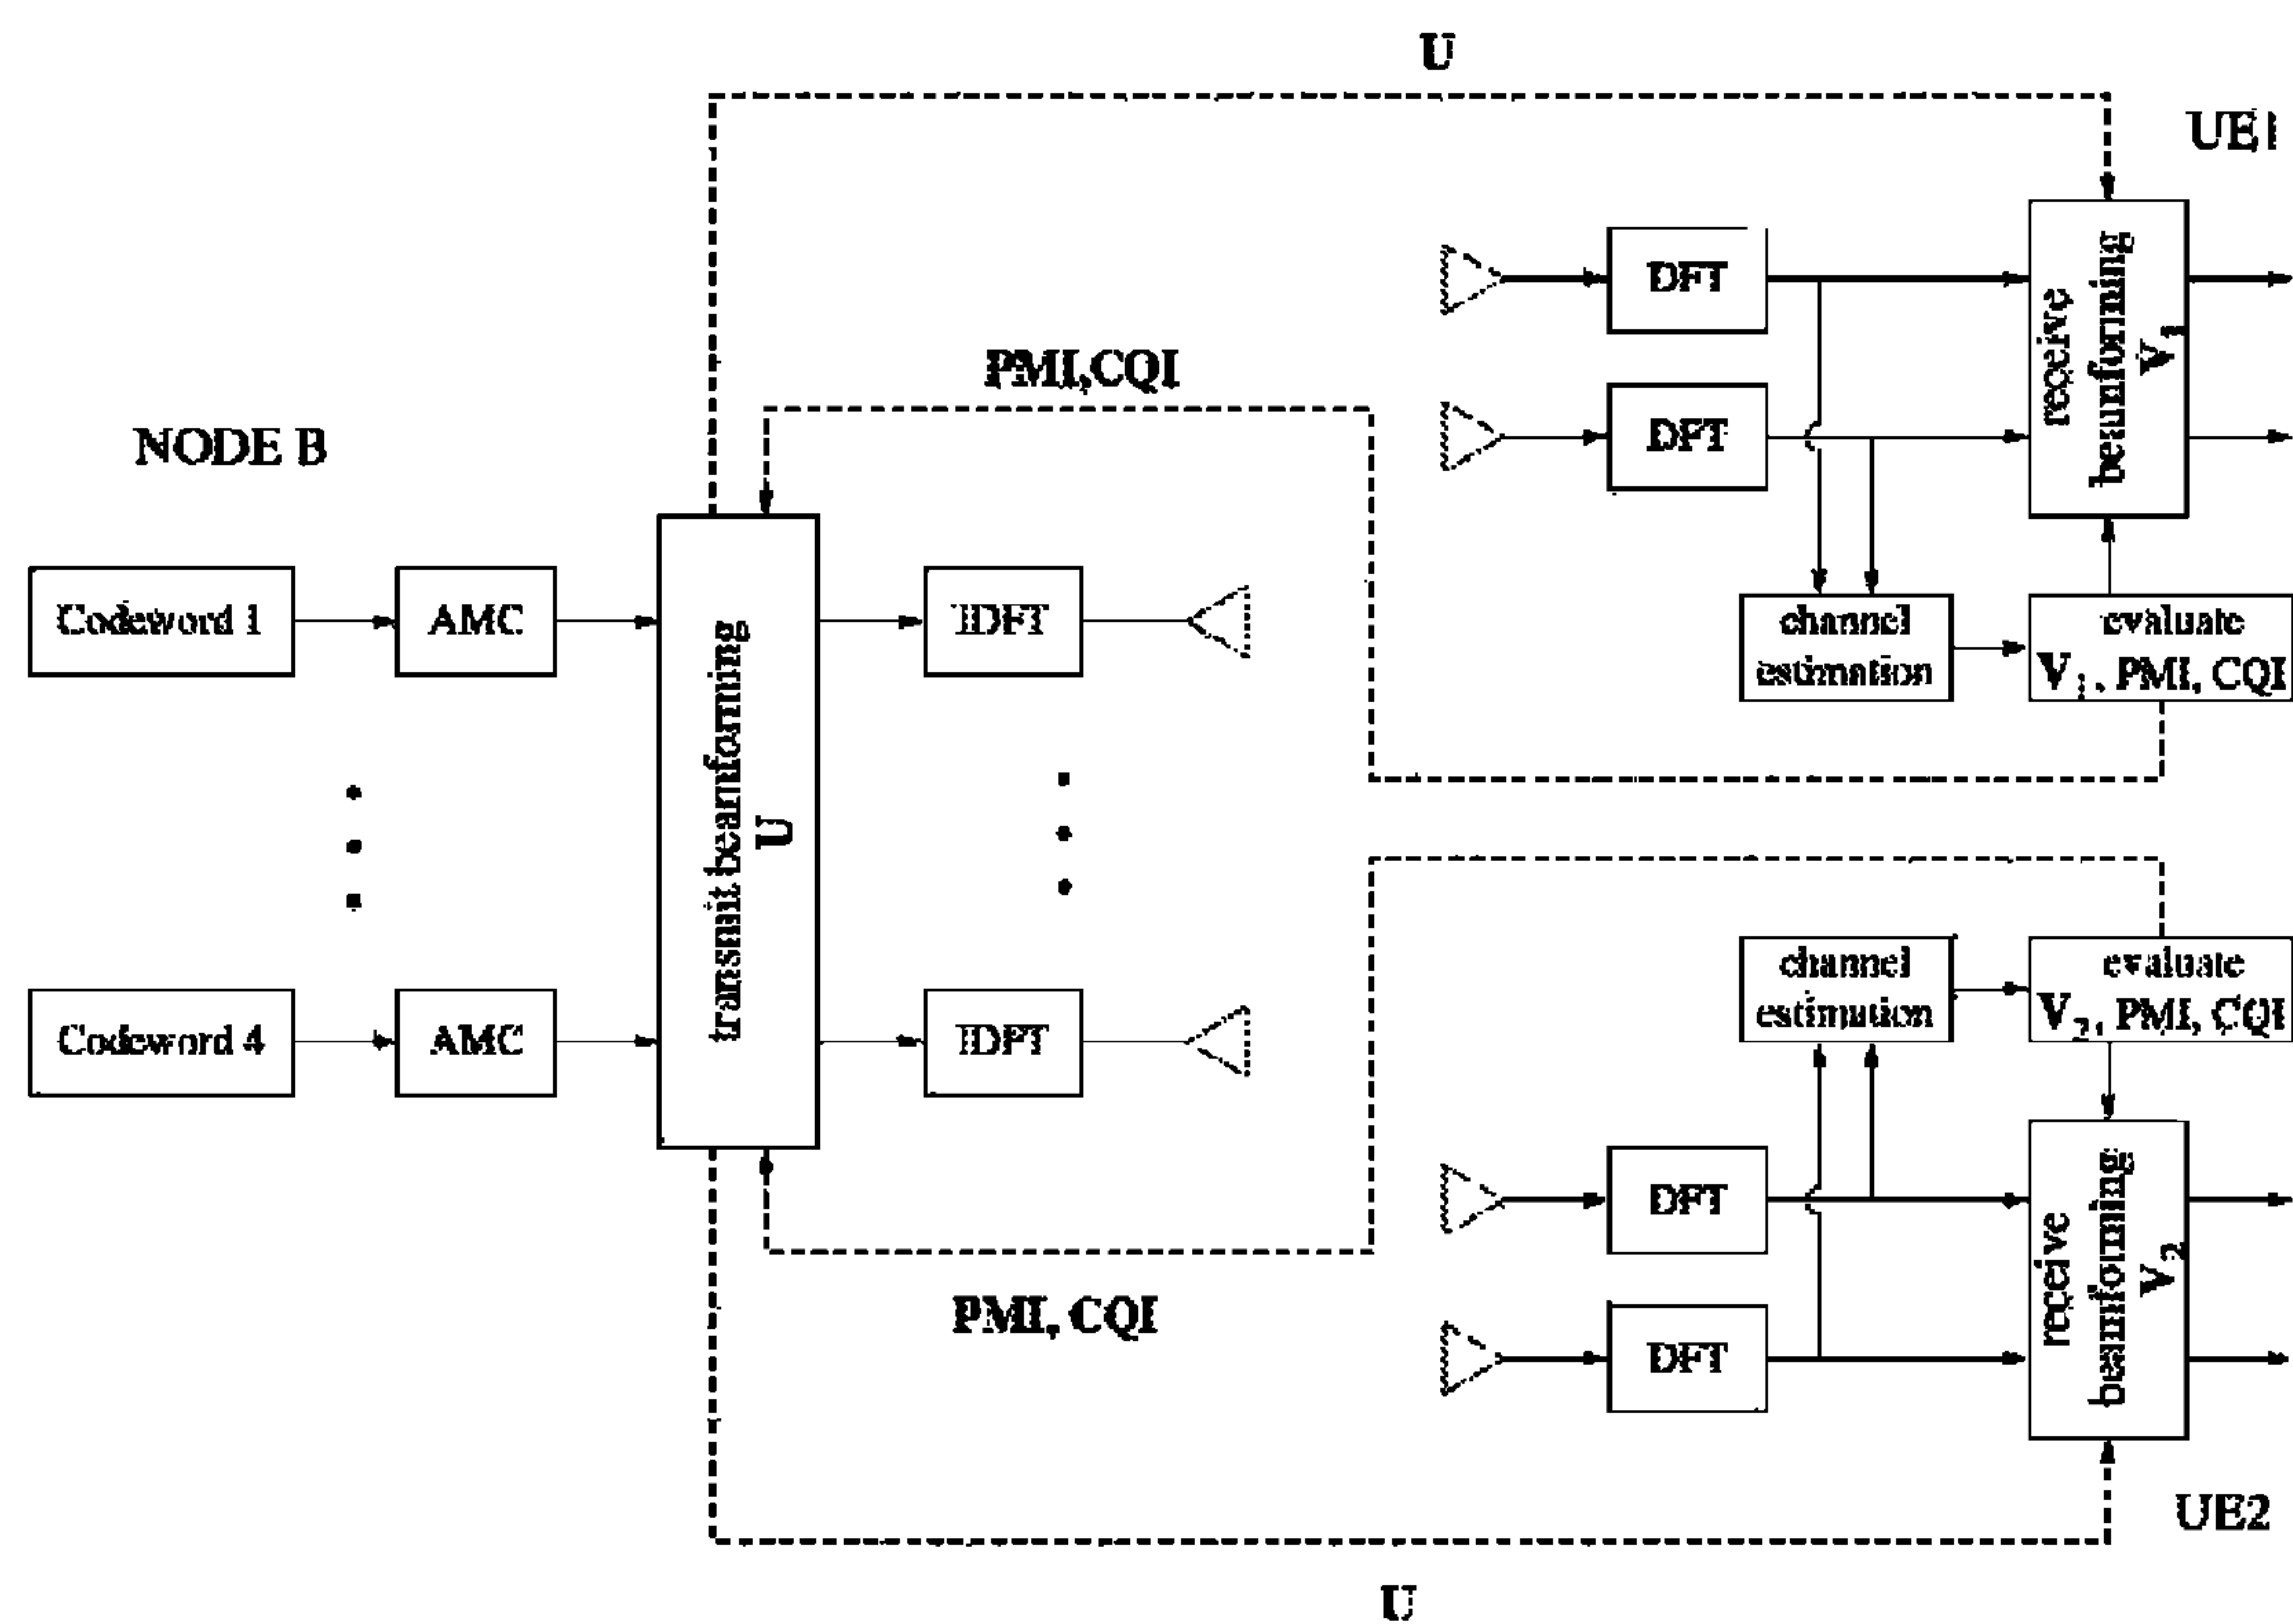 U
UE1
DFT
receive
beamforming
V1
PMI,CQI
DFT
NODE B
Codeword 1
AMC
transmit beamforming
U
IDFT
channel
estimation
evaluate
V1, PMI, CQI
channel
estimation
evaluate
V2, PMI, CQI
Codeword 4
AMC
IDFT
DFT
receive
beamforming
V2
PMI, CQI
DFT
UE2
U